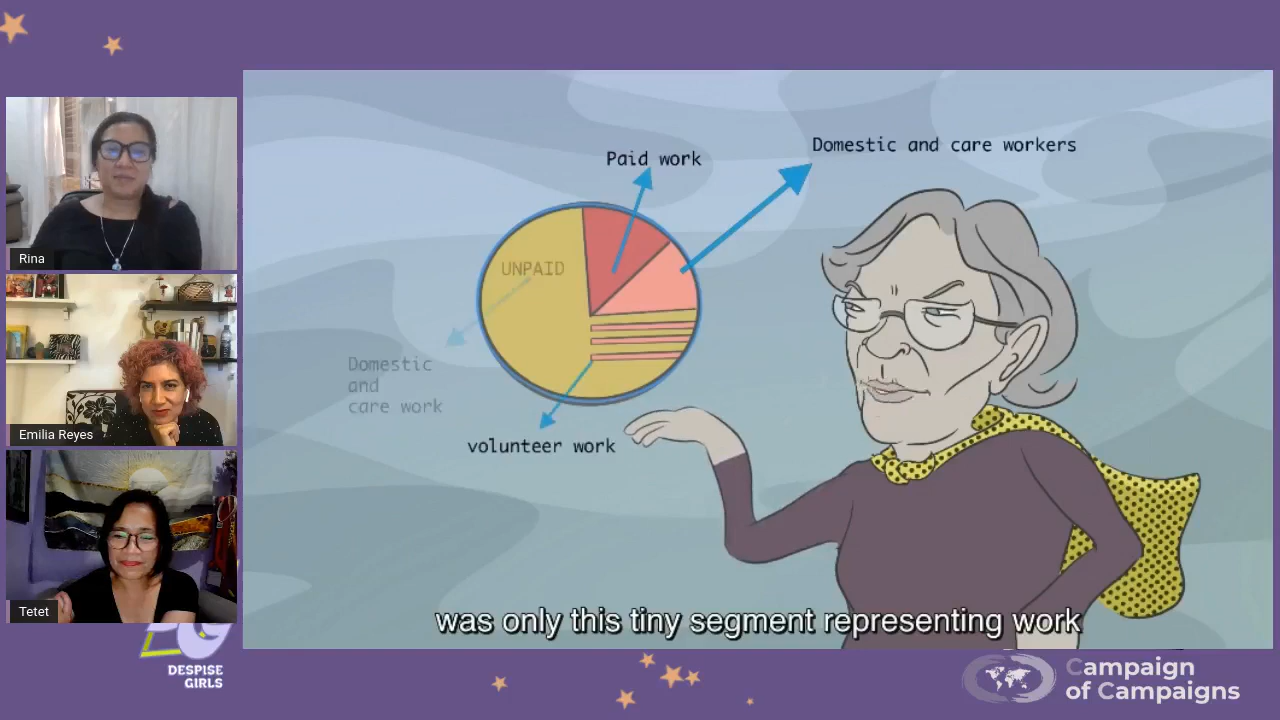 Rina
Emilia Reyes
Tetet
DESPISE
GIRLS
Paid work
Domestic and care workers
UNPAID
Domestic
and
care work
volunteer work
was only this tiny segment representing work
Campaign
of Campaigns